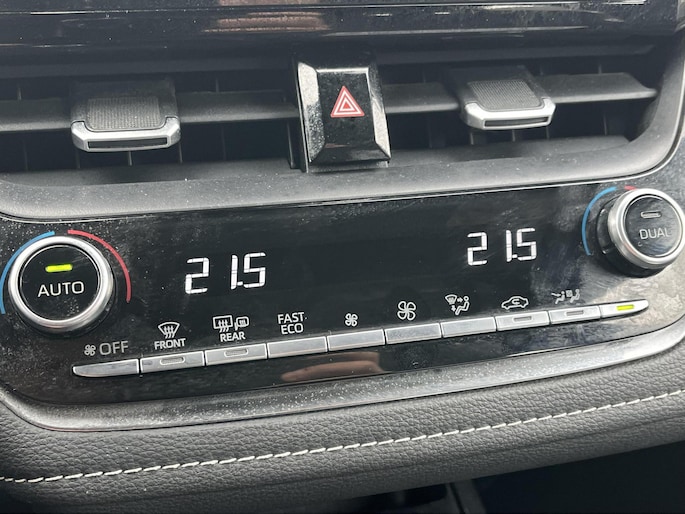 21.5
21.5
AUTO
DUAL
OFF
FRONT
REAR
FAST
ECO